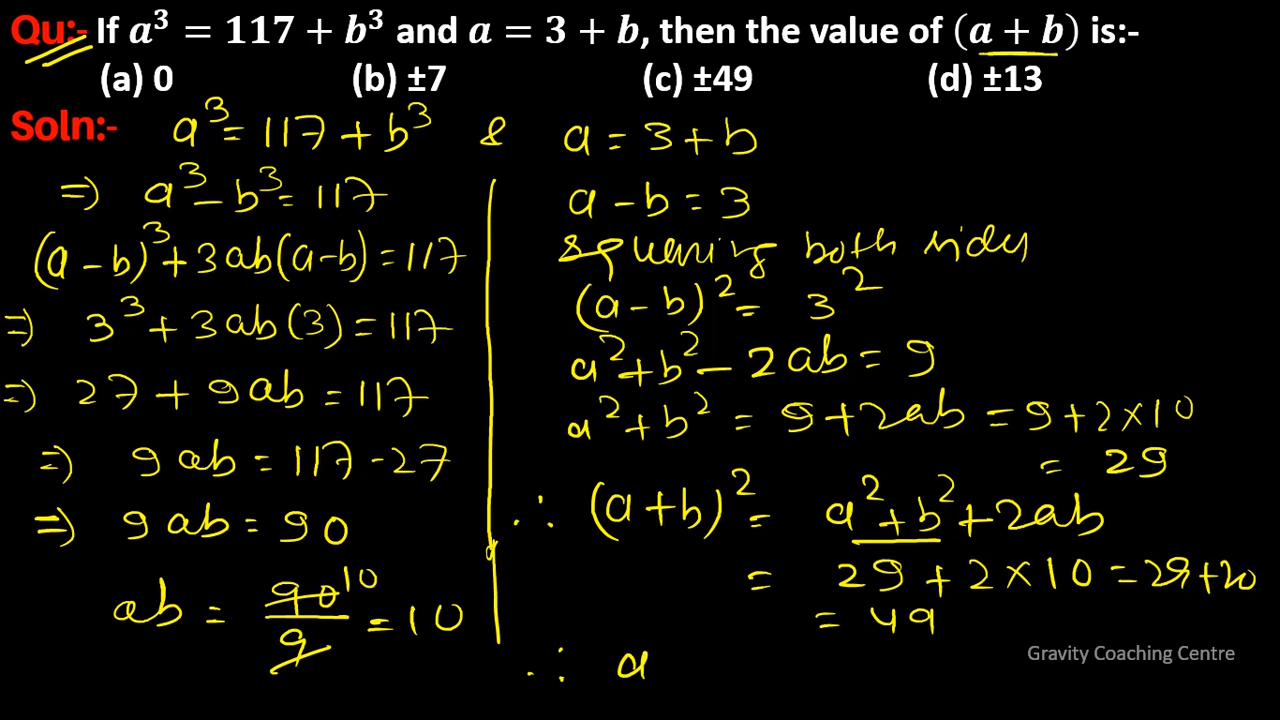 Qu:- If a³ = 117 + b³ and a = 3 + b, then the value of (a + b) is:-
(a) 0 (b) ±7 (c) ±49 (d) ±13
Soln:- a³ = 117 + b³ & a = 3 + b
⇒ a³ - b³ = 117
(a - b)³ + 3ab(a-b) = 117
⇒ 3³ + 3ab(3) = 117
⇒ 27 + 9ab = 117
⇒ 9ab = 117 - 27
⇒ 9ab = 90
ab = 90/9 10 = 10
a - b = 3
squaring both sides
(a - b)² = 3²
a² + b² - 2ab = 9
a² + b² = 9 + 2ab = 9 + 2×10
= 29
∴ (a + b)² = a² + b² + 2ab
= 29 + 2 × 10 = 29 + 20
= 49
∴ a
Gravity Coaching Centre